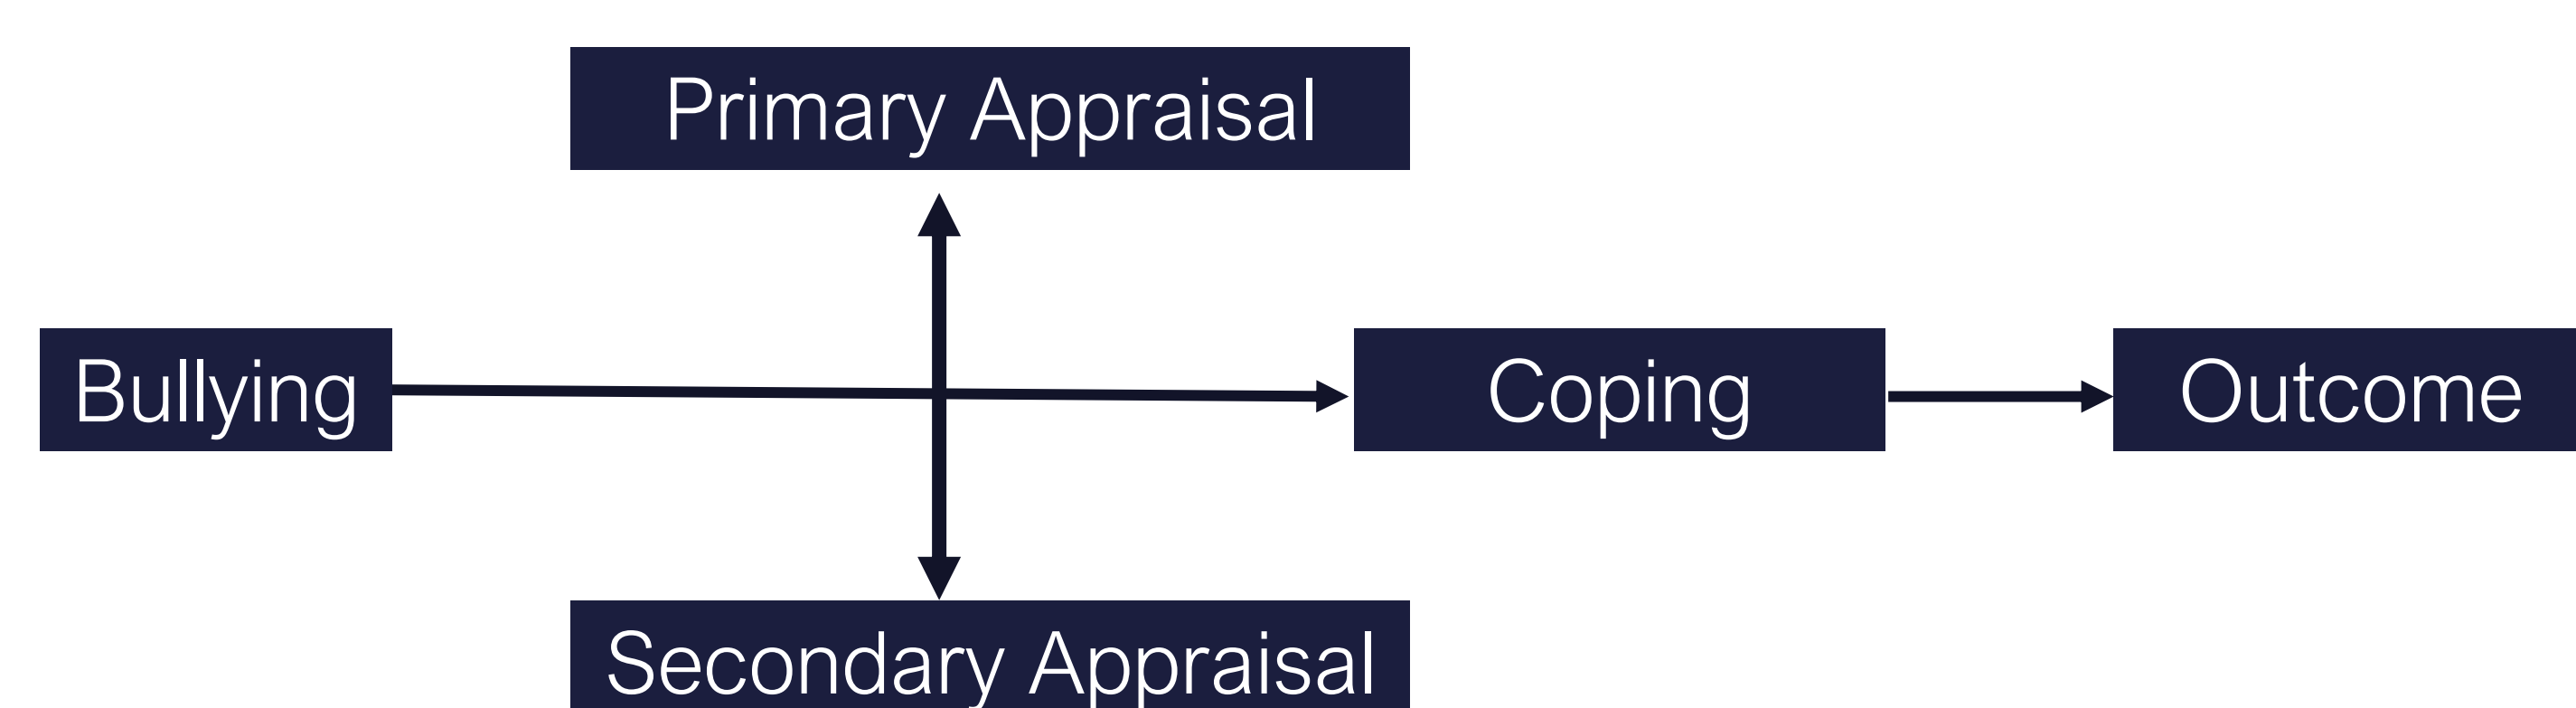 Primary Appraisal
Bullying
Coping
Outcome
Secondary Appraisal